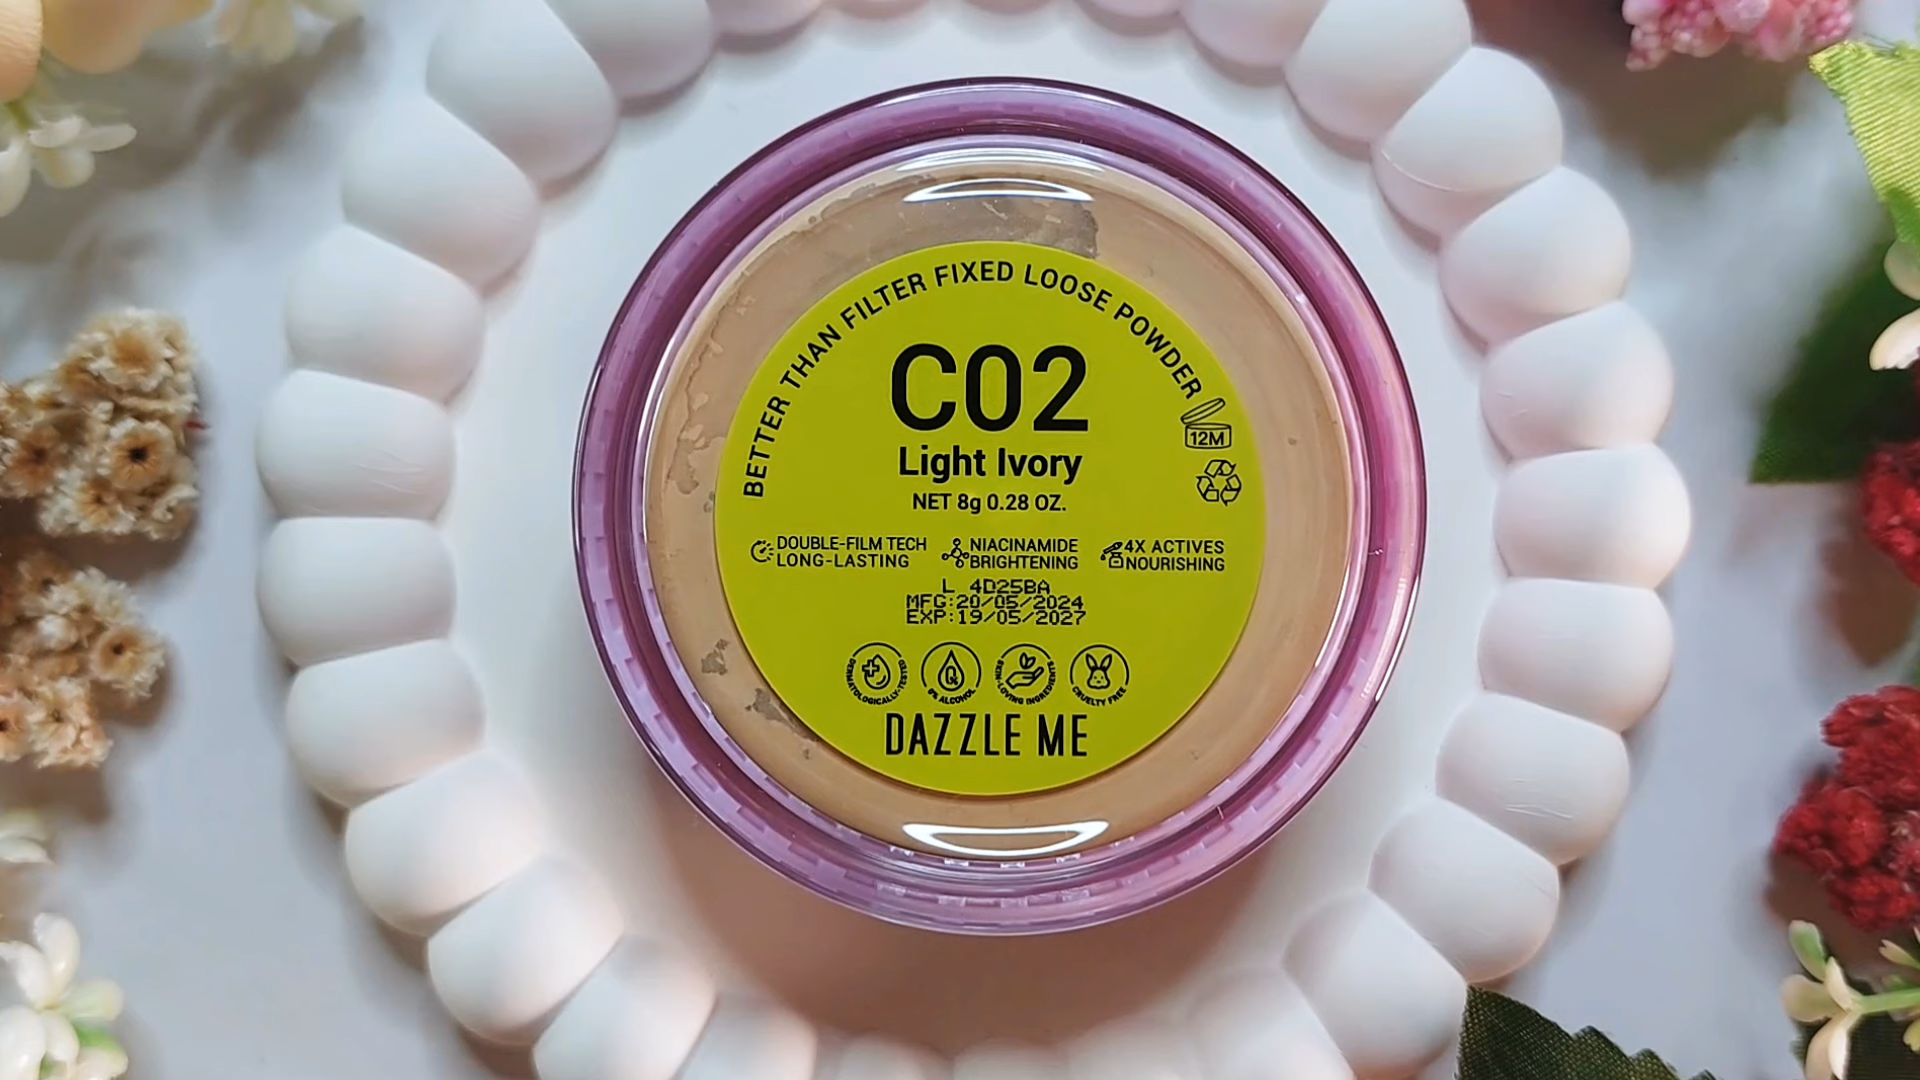 BETTER THAN FILTER FIXED LOOSE POWDER
C02
Light Ivory
NET 8g 0.28 OZ.
12M
DOUBLE-FILM TECH
LONG-LASTING
NIACINAMIDE
BRIGHTENING
4X ACTIVES
NOURISHING
L 4D25BA
MFG:20/05/2024
EXP:19/05/2027
DERMATOLOGICALLY-TESTED
0% ALCOHOL
SKIN-LOVING INGREDIENTS
CRUELTY FREE
DAZZLE ME